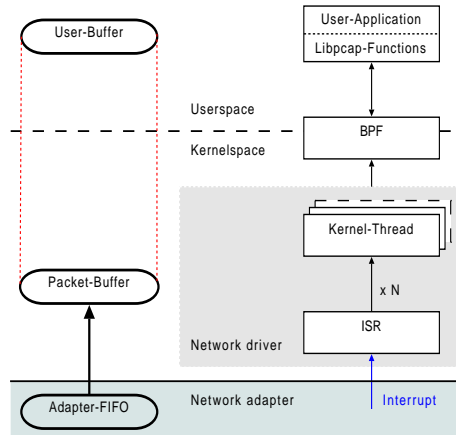 User-Buffer
User-Application
Libpcap-Functions
Userspace
BPF
Kernelspace
Kernel-Thread
Packet-Buffer
x N
ISR
Network driver
Adapter-FIFO
Network adapter
Interrupt